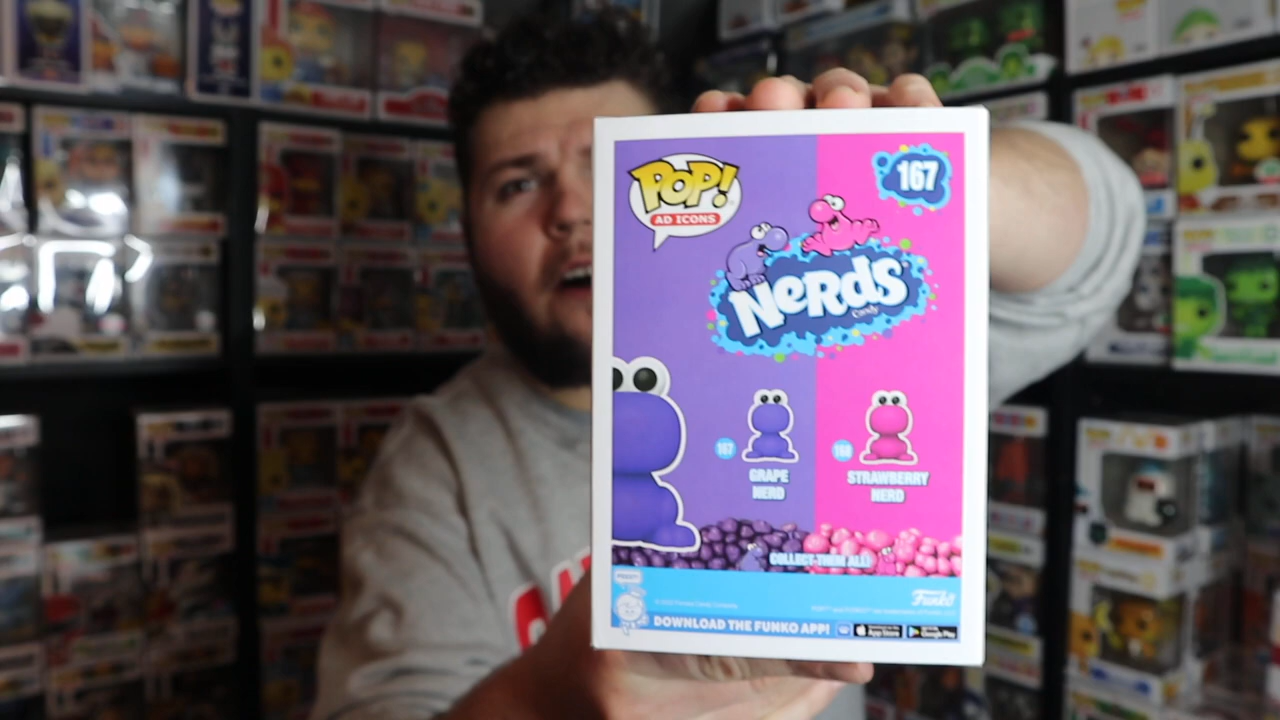 POP!
AD ICONS
167
NERDS
Candy
167
GRAPE
NERD
168
STRAWBERRY
NERD
COLLECT THEM ALL!
Funko
DOWNLOAD THE FUNKO APP!
App Store
Google Play